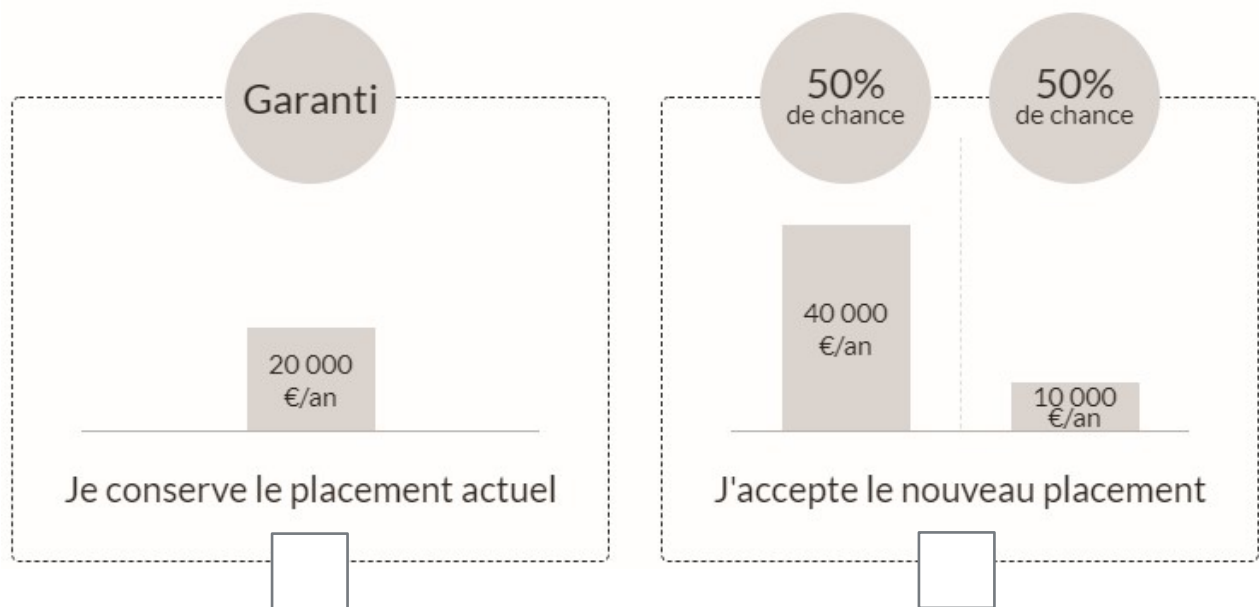 Garanti
20 000
€/an
Je conserve le placement actuel
50%
de chance
50%
de chance
40 000
€/an
10 000
€/an
J'accepte le nouveau placement